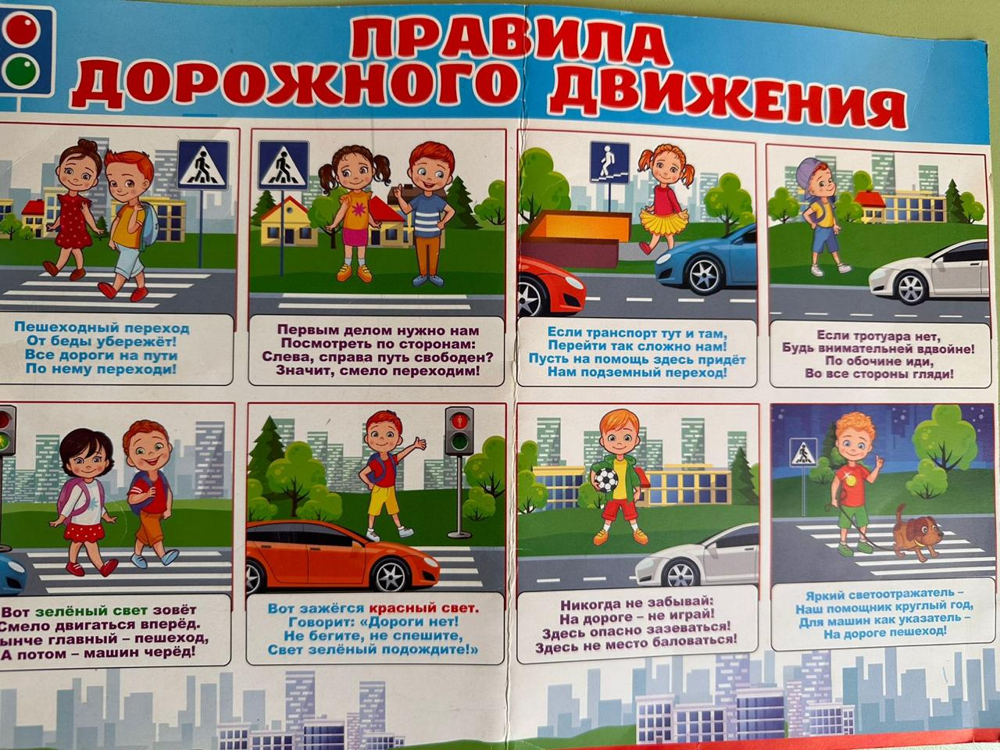 ПРАВИЛА
ДОРОЖНОГО ДВИЖЕНИЯ
Пешеходный переход
От беды убережёт!
Все дороги на пути
По нему переходи!
Первым делом нужно нам
Посмотреть по сторонам:
Слева, справа путь свободен?
Значит, смело переходим!
Если транспорт тут и там,
Перейти так сложно нам!
Пусть на помощь здесь придёт
Нам подземный переход!
Если тротуара нет,
Будь внимательней вдвойне!
По обочине иди,
Во все стороны гляди!
Вот зелёный свет зовёт
Смело двигаться вперёд.
ынче главный – пешеход,
А потом – машин черёд!
Вот зажёгся красный свет.
Говорит: «Дороги нет!
Не бегите, не спешите,
Свет зелёный подождите!»
Никогда не забывай:
На дороге – не играй!
Здесь опасно зазеваться!
Здесь не место баловаться!
Яркий светоотражатель –
Наш помощник круглый год,
Для машин как указатель –
На дороге пешеход!